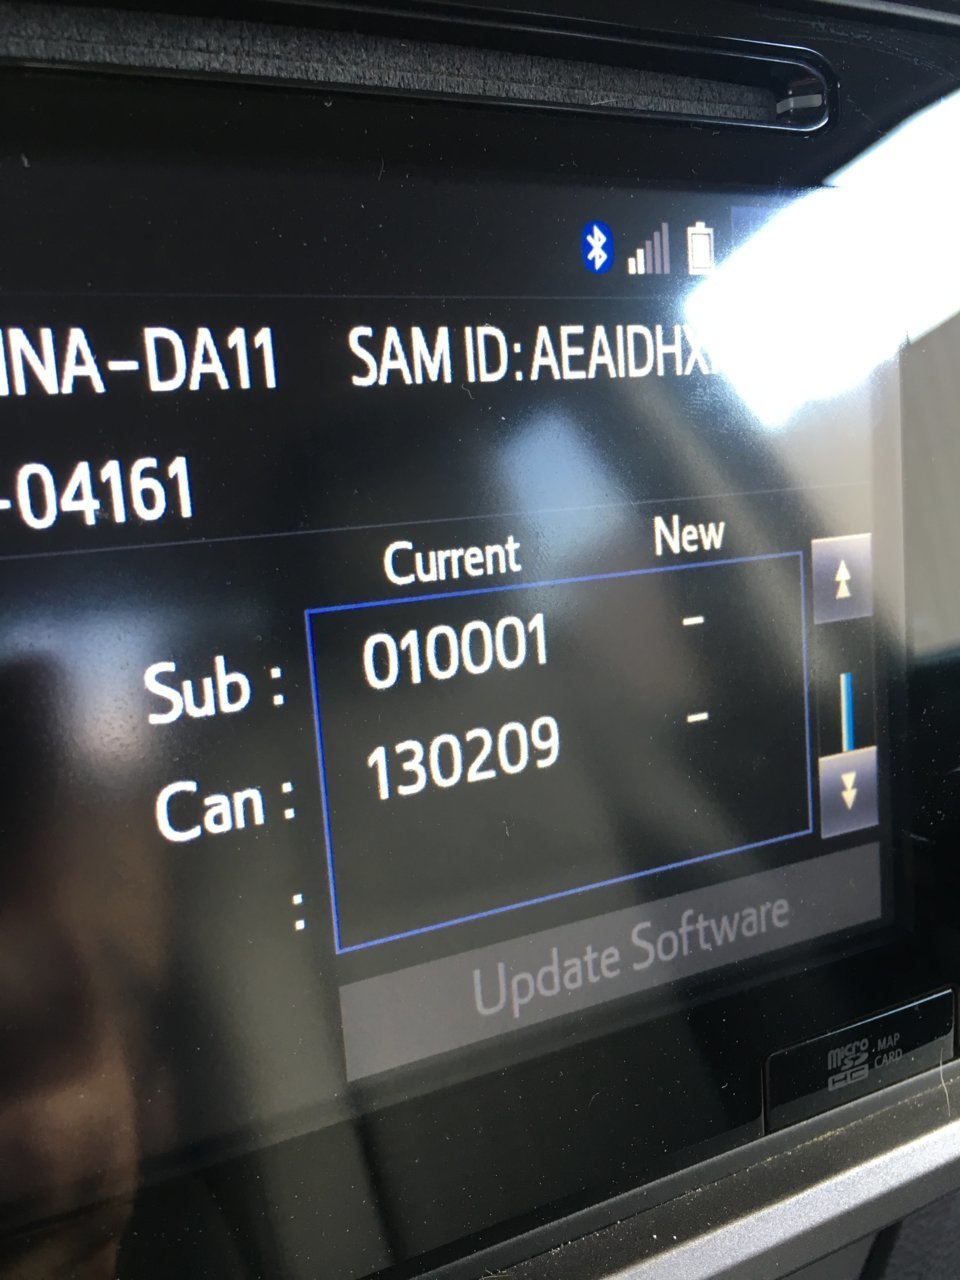 INA-DA11 SAM ID:AEAIDHX
-04161
Current New
Sub : 010001 -
Can : 130209 -
:
Update Software
micro SD HC MAP CARD